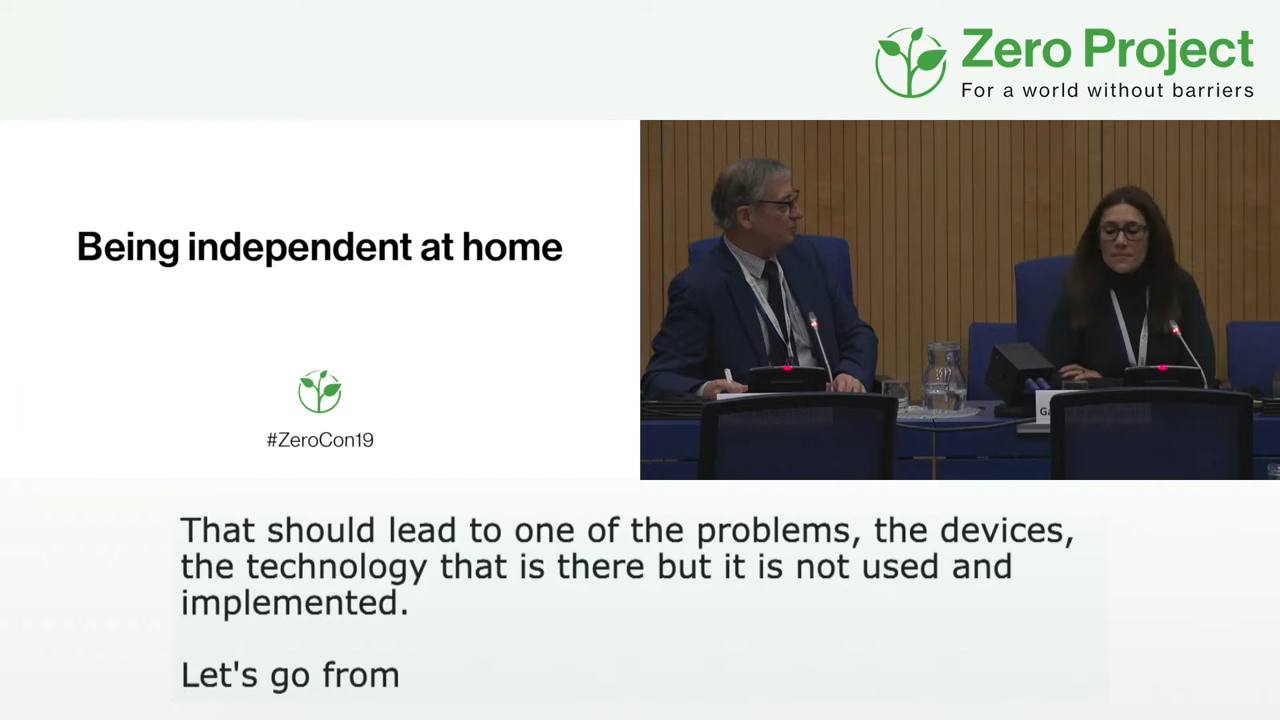 Zero Project
For a world without barriers
Being independent at home
#ZeroCon19
That should lead to one of the problems, the devices,
the technology that is there but it is not used and
implemented.
Let's go from